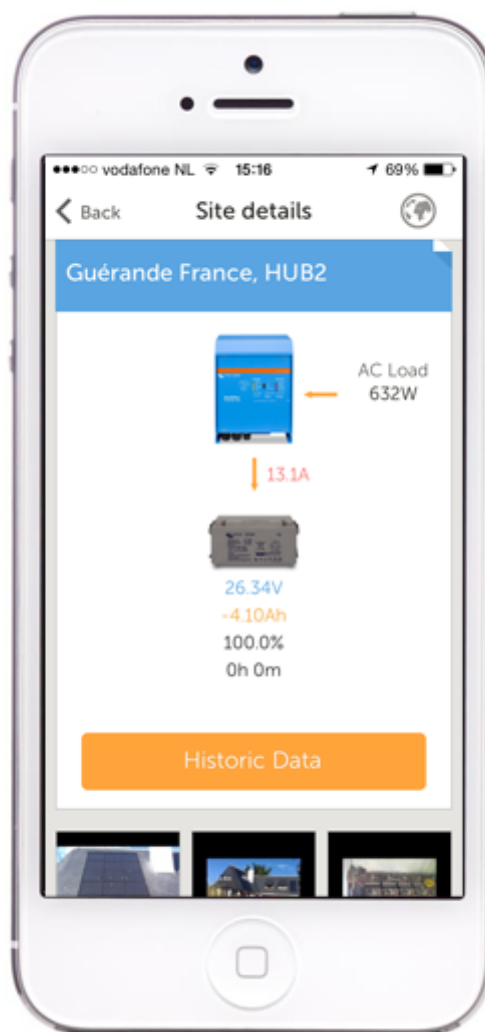 ●●●○○ vodafone NL 15:16 69%
Back Site details
Guérande France, HUB2
AC Load
632W
13.1A
26.34V
-4.10Ah
100.0%
0h 0m
Historic Data